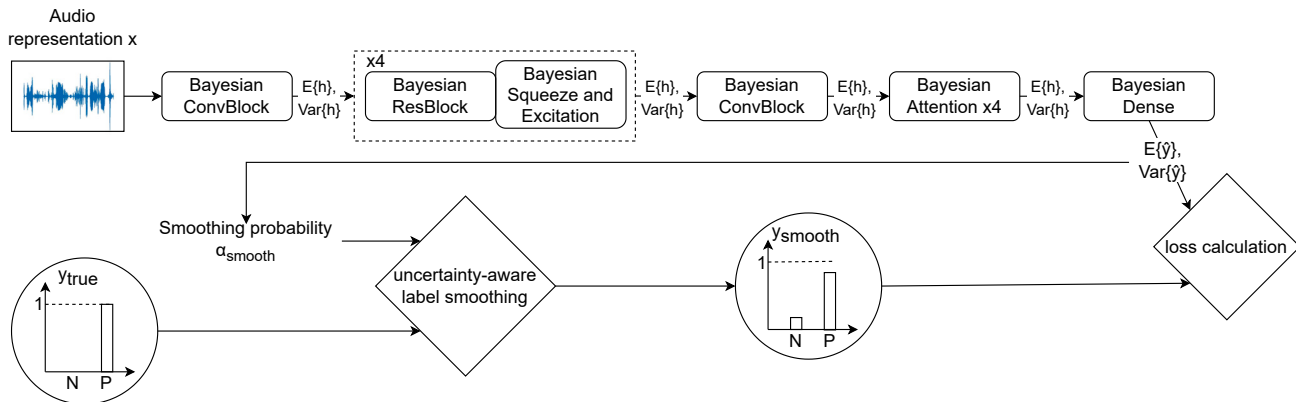 Audio
representation x
Bayesian
ConvBlock
E{h},
Var{h}
x4
Bayesian
ResBlock
Bayesian
Squeeze and
Excitation
E{h},
Var{h}
Bayesian
ConvBlock
E{h},
Var{h}
Bayesian
Attention x4
E{h},
Var{h}
Bayesian
Dense
E{ŷ},
Var{ŷ}
Smoothing probability
αsmooth
ytrue
1
N P
uncertainty-aware
label smoothing
ysmooth
1
N P
loss calculation